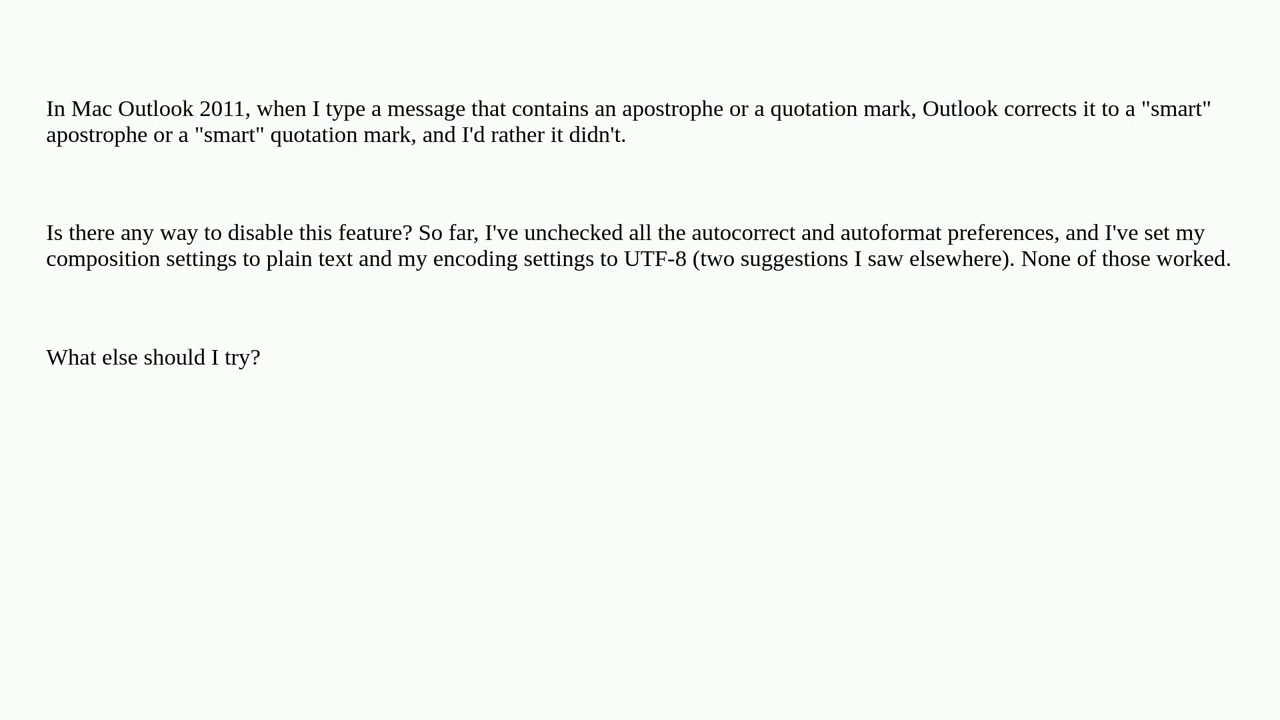 In Mac Outlook 2011, when I type a message that contains an apostrophe or a quotation mark, Outlook corrects it to a "smart"
apostrophe or a "smart" quotation mark, and I'd rather it didn't.
Is there any way to disable this feature? So far, I've unchecked all the autocorrect and autoformat preferences, and I've set my
composition settings to plain text and my encoding settings to UTF-8 (two suggestions I saw elsewhere). None of those worked.
What else should I try?